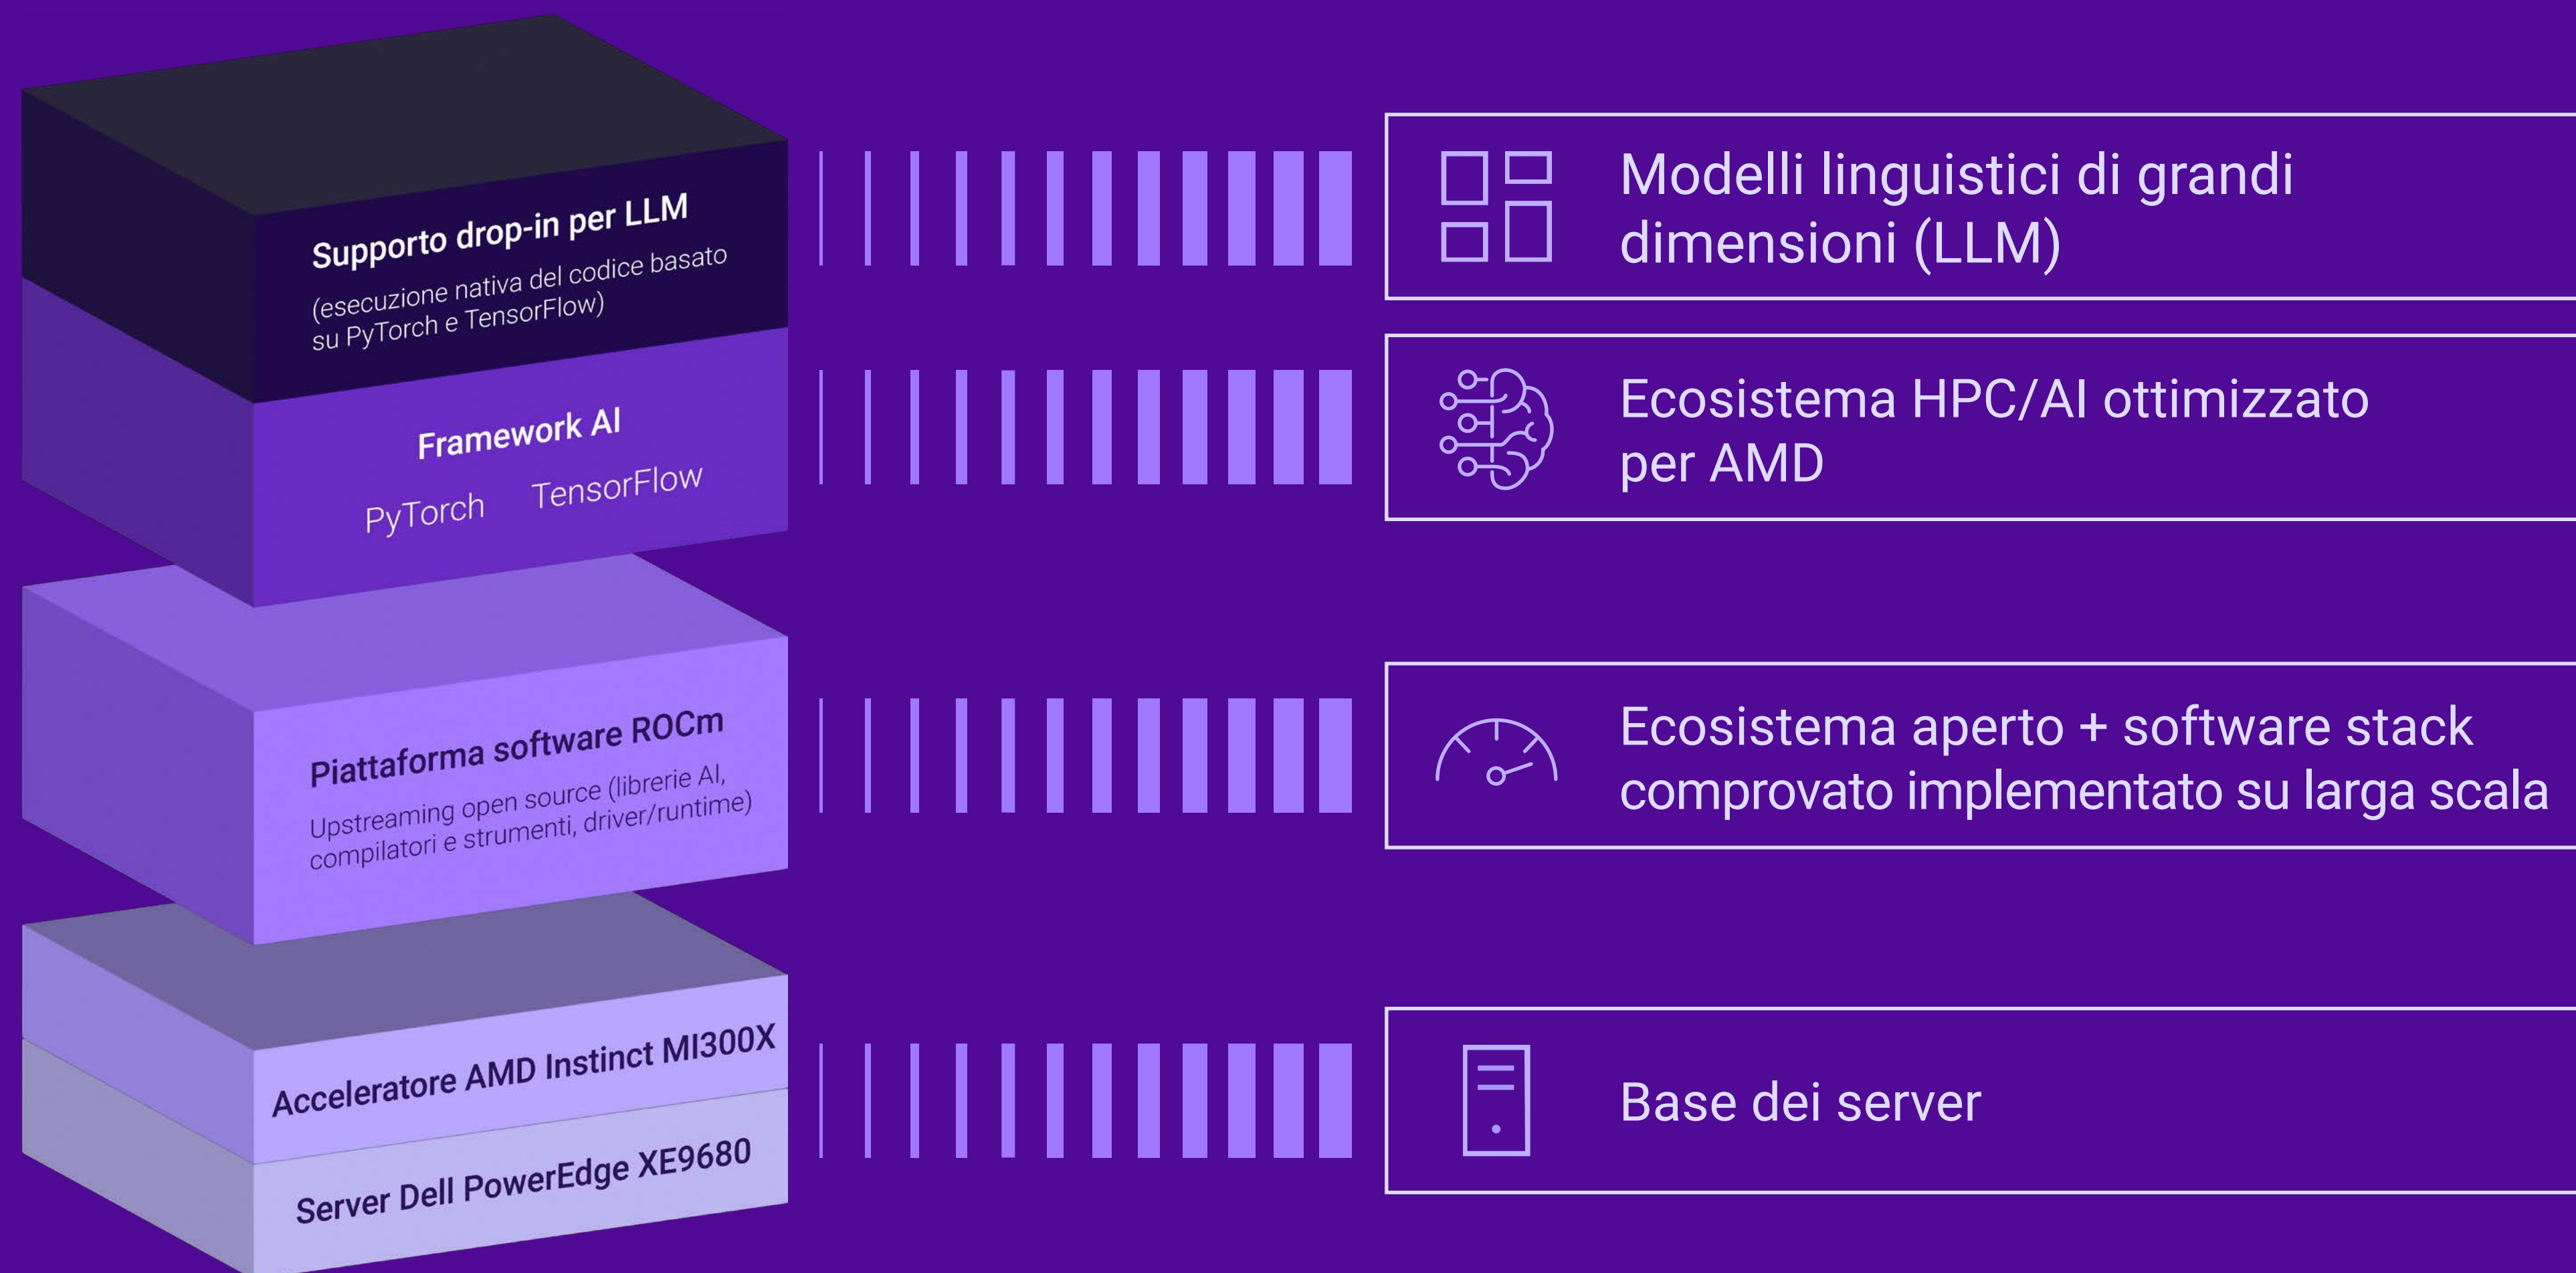 Supporto drop-in per LLM
(esecuzione nativa del codice basato
su PyTorch e TensorFlow)
Modelli linguistici di grandi
dimensioni (LLM)
Framework AI
PyTorch TensorFlow
Ecosistema HPC/AI ottimizzato
per AMD
Piattaforma software ROCm
Upstreaming open source (librerie AI,
compilatori e strumenti, driver/runtime)
Ecosistema aperto + software stack
comprovato implementato su larga scala
Acceleratore AMD Instinct MI300X
Server Dell PowerEdge XE9680
Base dei server